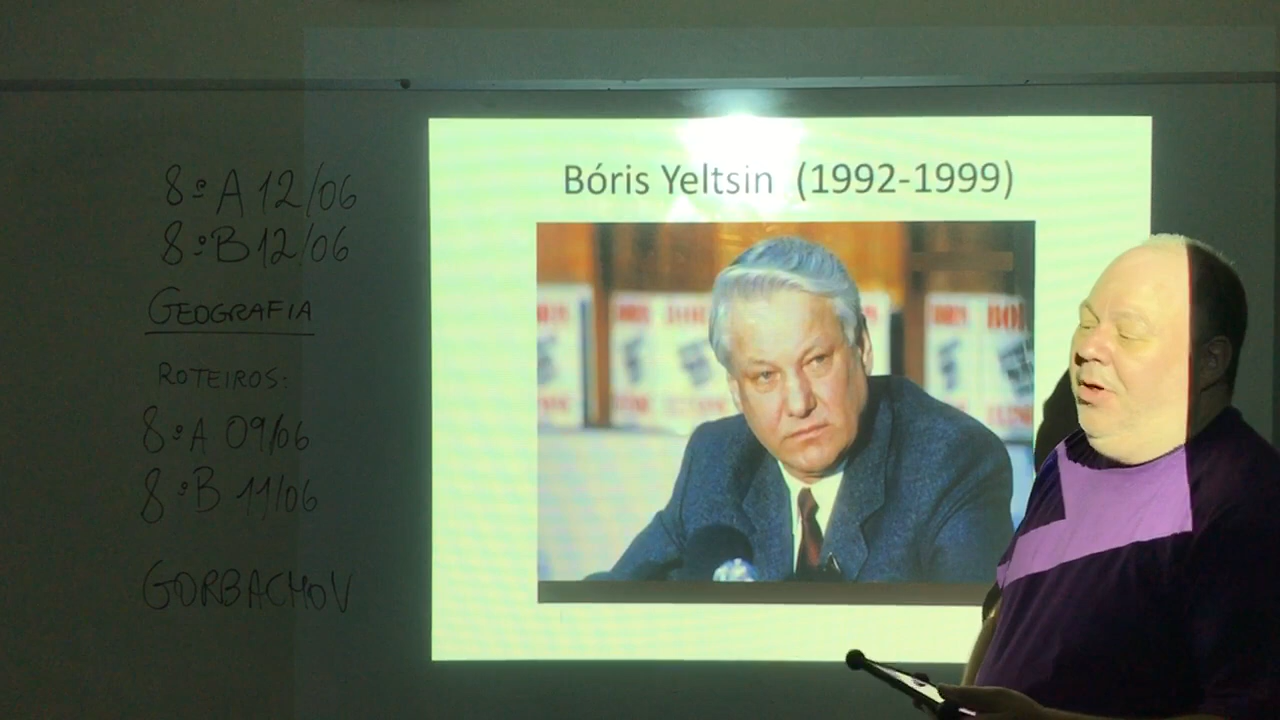 8º A 12/06
8º B 12/06
GEOGRAFIA
ROTEIROS:
8º A 09/06
8º B 11/06
GORBACHOV
Bóris Yeltsin (1992-1999)